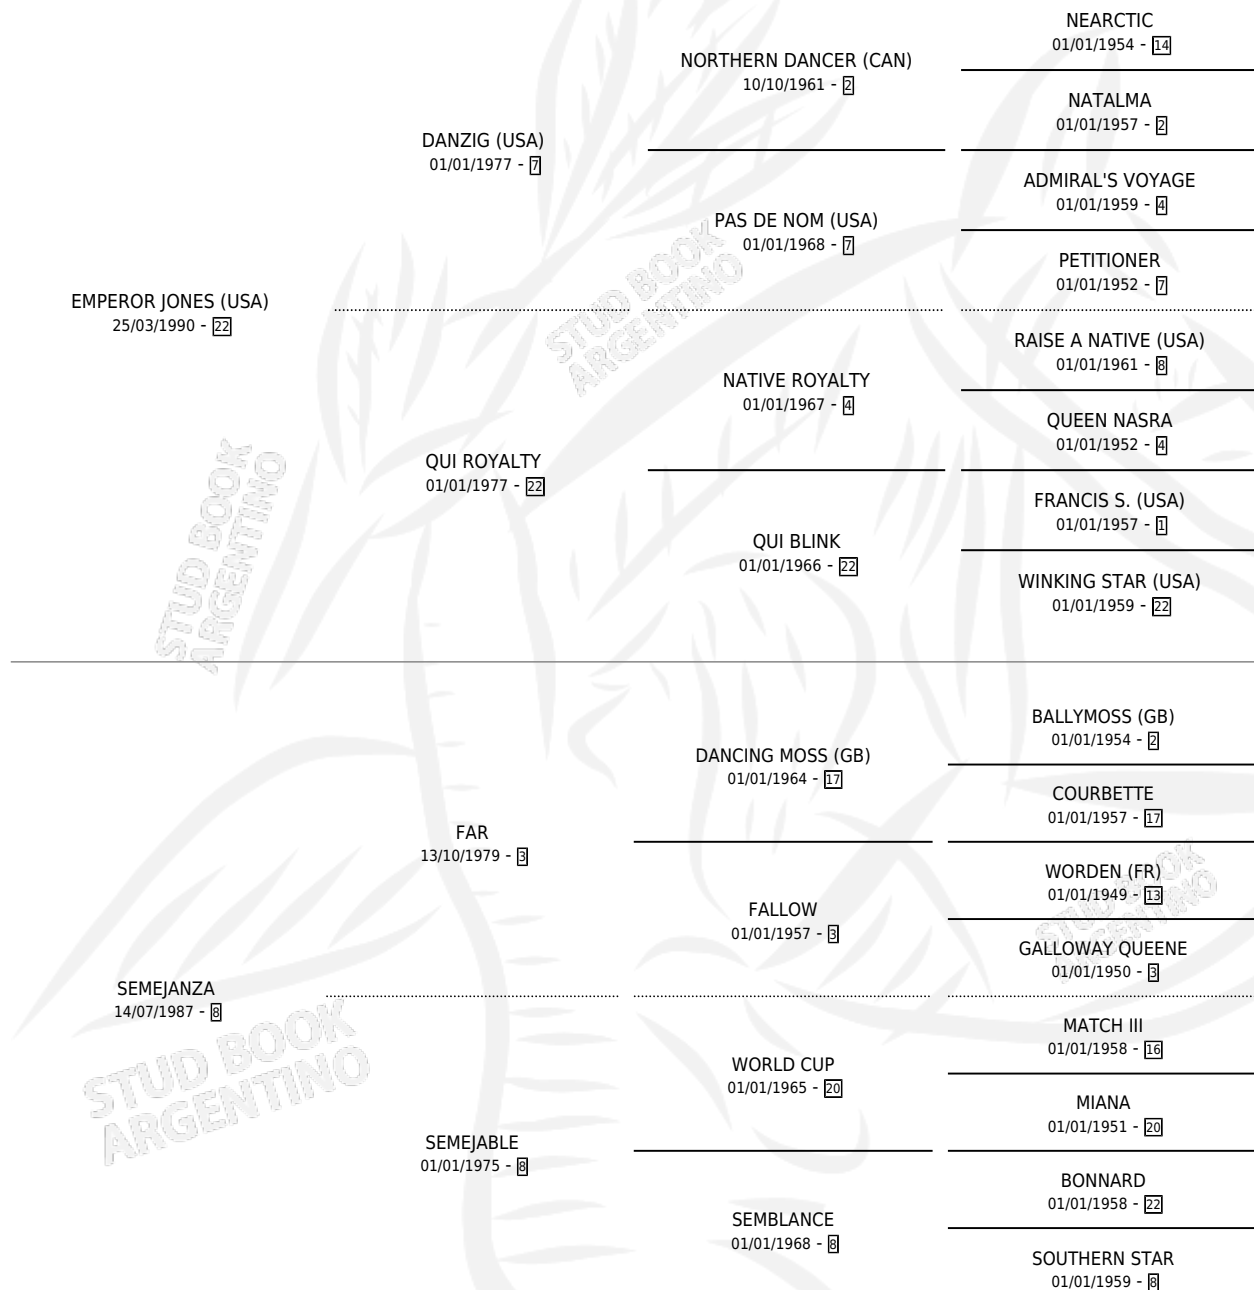 NEARCTIC
01/01/1954 - 14
NORTHERN DANCER (CAN)
10/10/1961 - 2
NATALMA
01/01/1957 - 2
DANZIG (USA)
01/01/1977 - 7
ADMIRAL'S VOYAGE
01/01/1959 - 4
PAS DE NOM (USA)
01/01/1968 - 7
PETITIONER
01/01/1952 - 7
EMPEROR JONES (USA)
25/03/1990 - 22
RAISE A NATIVE (USA)
01/01/1961 - 8
NATIVE ROYALTY
01/01/1967 - 4
QUEEN NASRA
01/01/1952 - 4
QUI ROYALTY
01/01/1977 - 22
FRANCIS S. (USA)
01/01/1957 - 1
QUI BLINK
01/01/1966 - 22
WINKING STAR (USA)
01/01/1959 - 22
BALLYMOSS (GB)
01/01/1954 - 2
DANCING MOSS (GB)
01/01/1964 - 17
COURBETTE
01/01/1957 - 17
FAR
13/10/1979 - 3
WORDEN (FR)
01/01/1949 - 13
FALLOW
01/01/1957 - 3
GALLOWAY QUEENE
01/01/1950 - 3
SEMEJANZA
14/07/1987 - 8
MATCH III
01/01/1958 - 16
WORLD CUP
01/01/1965 - 20
MIANA
01/01/1951 - 20
SEMEJABLE
01/01/1975 - 8
BONNARD
01/01/1958 - 22
SEMBLANCE
01/01/1968 - 8
SOUTHERN STAR
01/01/1959 - 8
STUD BOOK
ARGENTINO
STUD BOOK
ARGENTINO
STUD BOOK
ARGENTINO
STUD BOOK
ARGENTINO